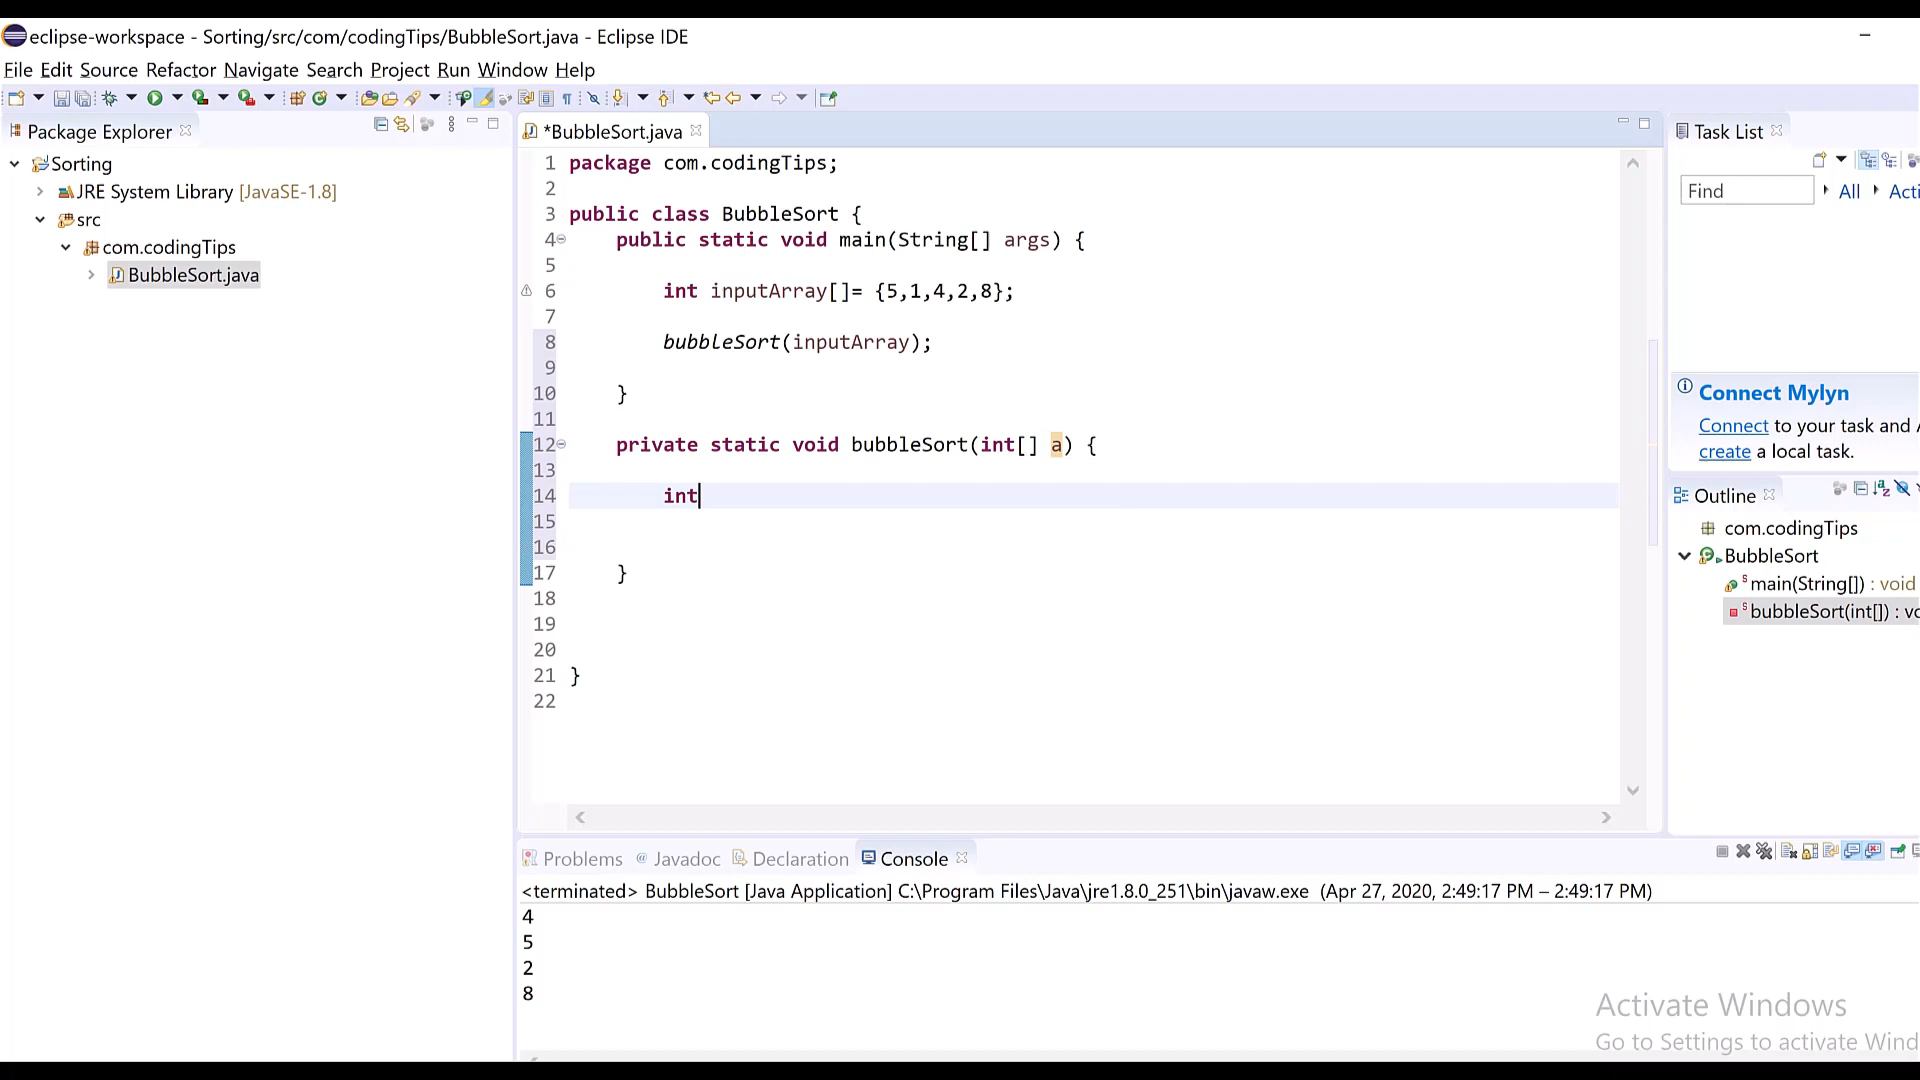 eclipse-workspace - Sorting/src/com/codingTips/BubbleSort.java - Eclipse IDE
File Edit Source Refactor Navigate Search Project Run Window Help
Package Explorer
Sorting
JRE System Library [JavaSE-1.8]
src
com.codingTips
BubbleSort.java
*BubbleSort.java
1 package com.codingTips;
2
3 public class BubbleSort {
4 public static void main(String[] args) {
5
6 int inputArray[]= {5,1,4,2,8};
7
8 bubbleSort(inputArray);
9
10 }
11
12 private static void bubbleSort(int[] a) {
13
14 int
15
16
17 }
18
19
20
21 }
22
Task List
Find All Acti
Connect Mylyn
Connect to your task and A
create a local task.
Outline
com.codingTips
BubbleSort
main(String[]) : void
bubbleSort(int[]) : vo
Problems Javadoc Declaration Console
<terminated> BubbleSort [Java Application] C:\Program Files\Java\jre1.8.0_251\bin\javaw.exe (Apr 27, 2020, 2:49:17 PM – 2:49:17 PM)
4
5
2
8
Activate Windows
Go to Settings to activate Wind